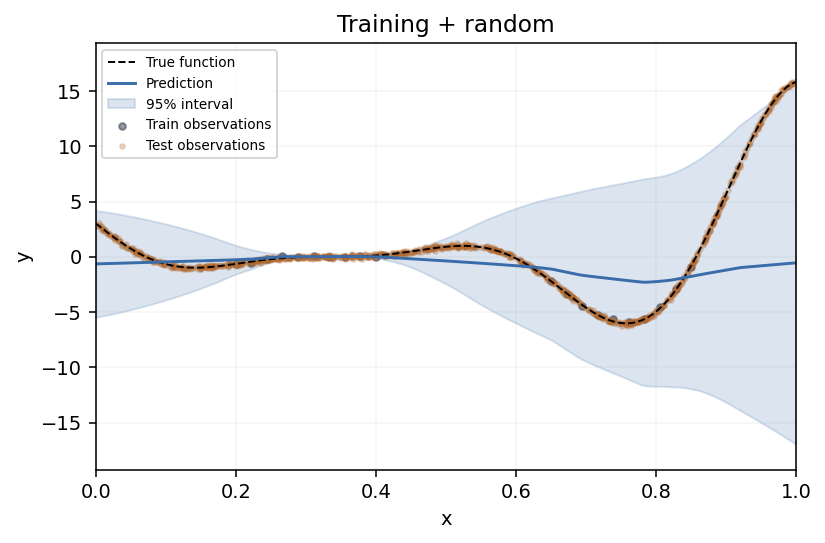 Training + random
True function
Prediction
95% interval
Train observations
Test observations
15
10
5
0
−5
−10
−15
y
0.0 0.2 0.4 0.6 0.8 1.0
x